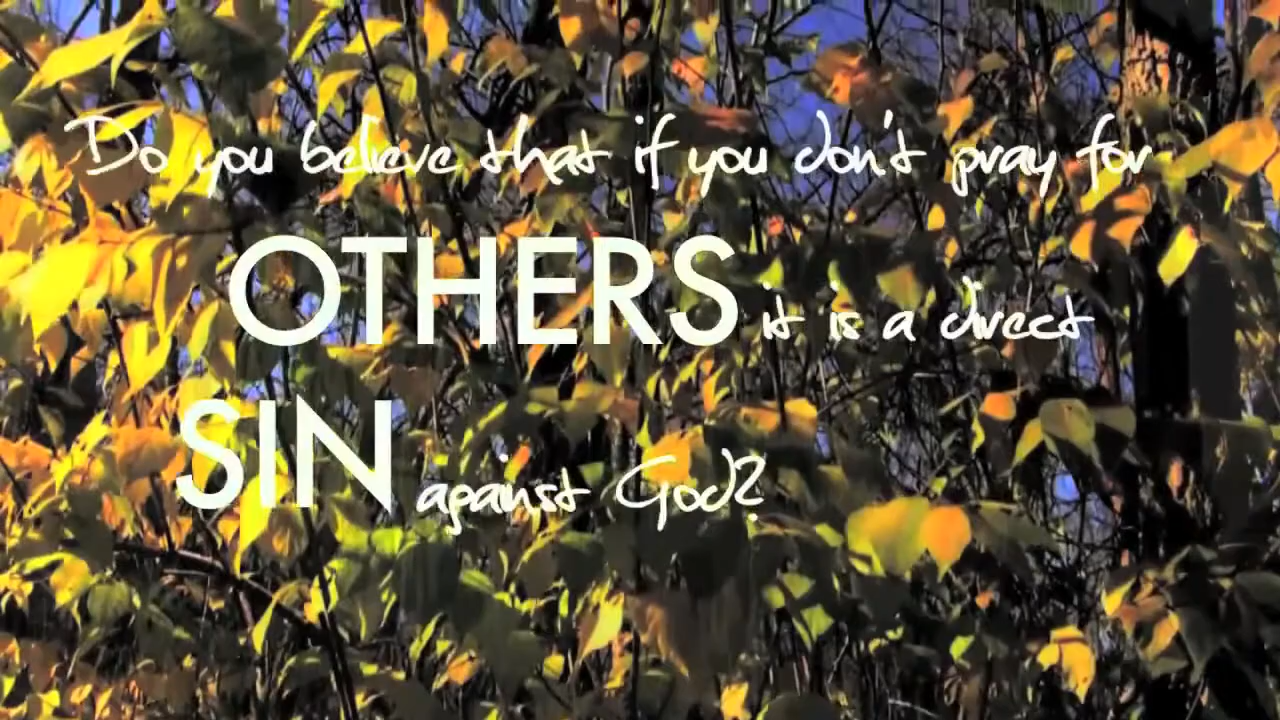 Do you believe that if you don't pray for
OTHERS it is a direct
SIN against God?